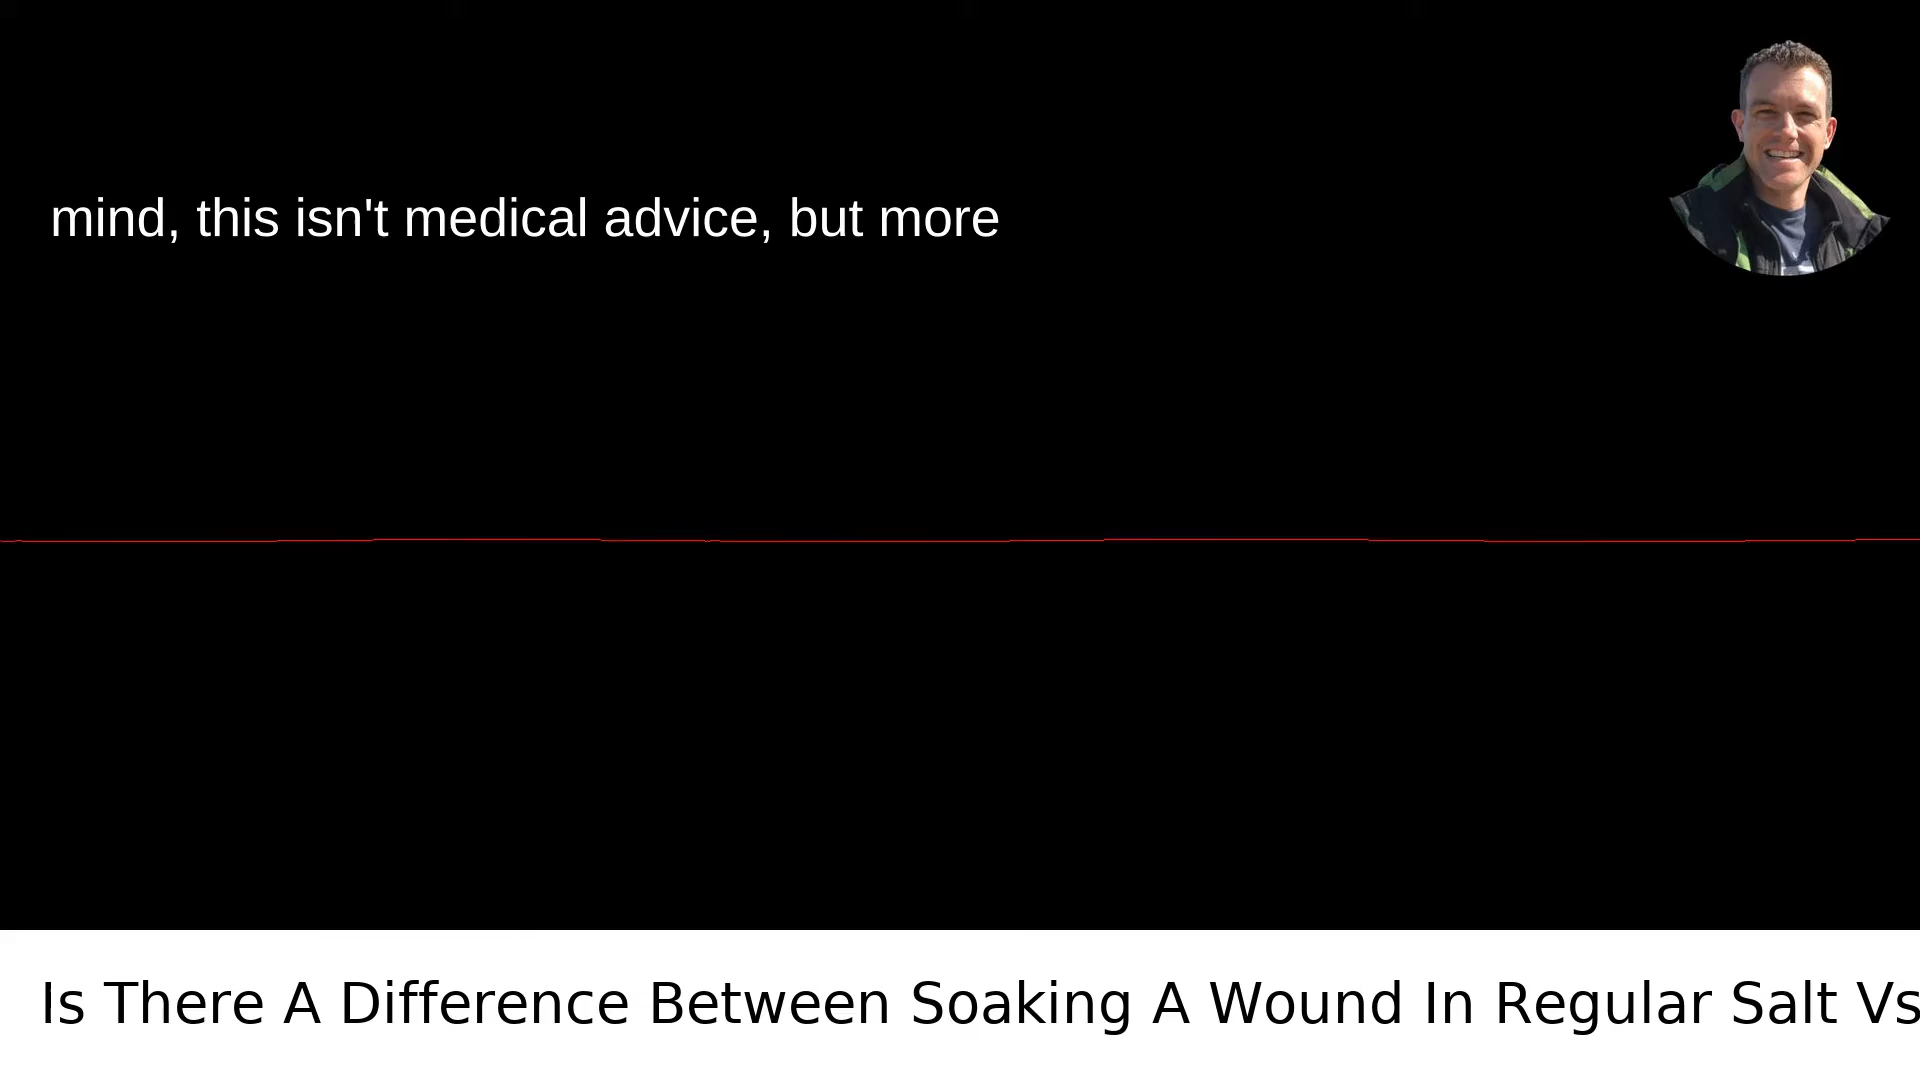 mind, this isn't medical advice, but more
Is There A Difference Between Soaking A Wound In Regular Salt Vs